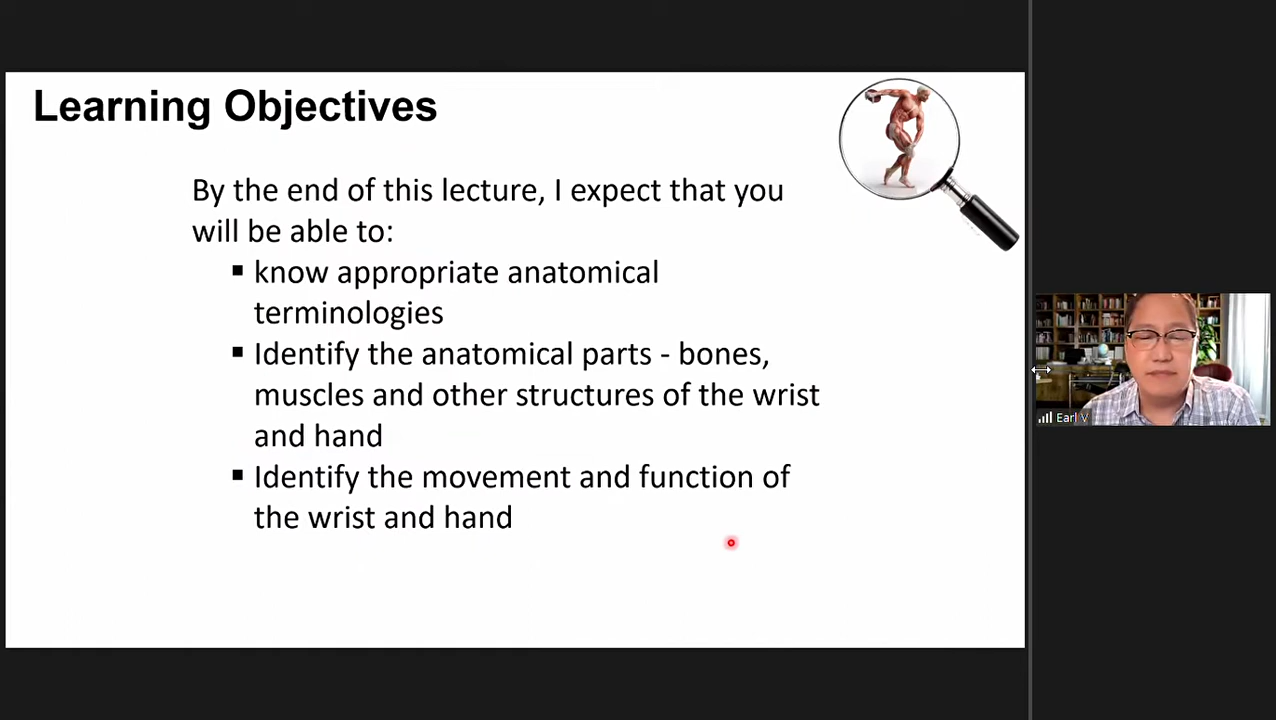 Learning Objectives
By the end of this lecture, I expect that you
will be able to:
▪ know appropriate anatomical
terminologies
▪ Identify the anatomical parts - bones,
muscles and other structures of the wrist
and hand
▪ Identify the movement and function of
the wrist and hand
Earl V